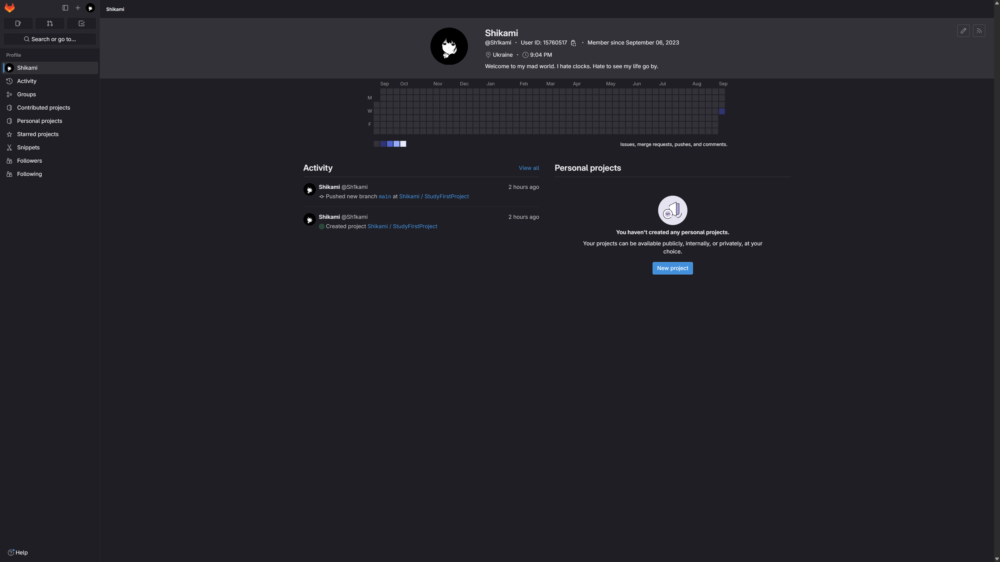 Shikami
Search or go to...
Profile
Shikami
Activity
Groups
Contributed projects
Personal projects
Starred projects
Snippets
Followers
Following
Help
Shikami
@Sh1kami · User ID: 15760517 · Member since September 06, 2023
Ukraine · 9:04 PM
Welcome to my mad world. I hate clocks. Hate to see my life go by.
Sep Oct Nov Dec Jan Feb Mar Apr May Jun Jul Aug Sep
M
W
F
Issues, merge requests, pushes, and comments.
Activity
View all
Shikami @Sh1kami
2 hours ago
Pushed new branch main at Shikami / StudyFirstProject
Shikami @Sh1kami
2 hours ago
Created project Shikami / StudyFirstProject
Personal projects
You haven't created any personal projects.
Your projects can be available publicly, internally, or privately, at your
choice.
New project